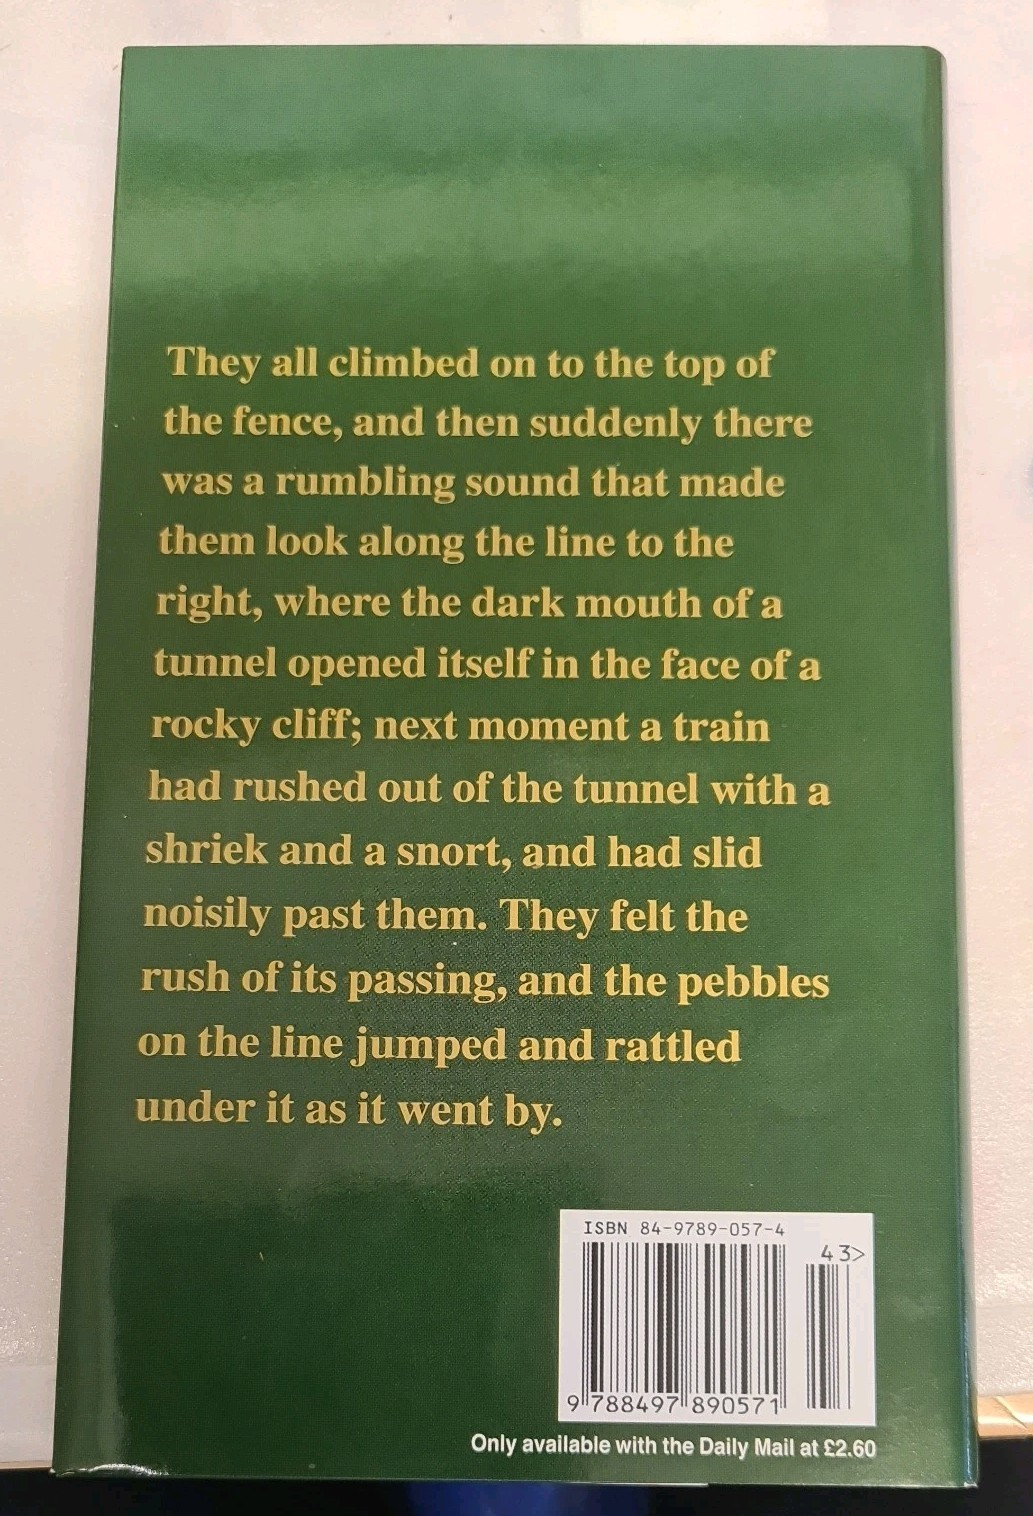 They all climbed on to the top of
the fence, and then suddenly there
was a rumbling sound that made
them look along the line to the
right, where the dark mouth of a
tunnel opened itself in the face of a
rocky cliff; next moment a train
had rushed out of the tunnel with a
shriek and a snort, and had slid
noisily past them. They felt the
rush of its passing, and the pebbles
on the line jumped and rattled
under it as it went by.
ISBN 84-9789-057-4
43>
9 788497 890571
Only available with the Daily Mail at £2.60